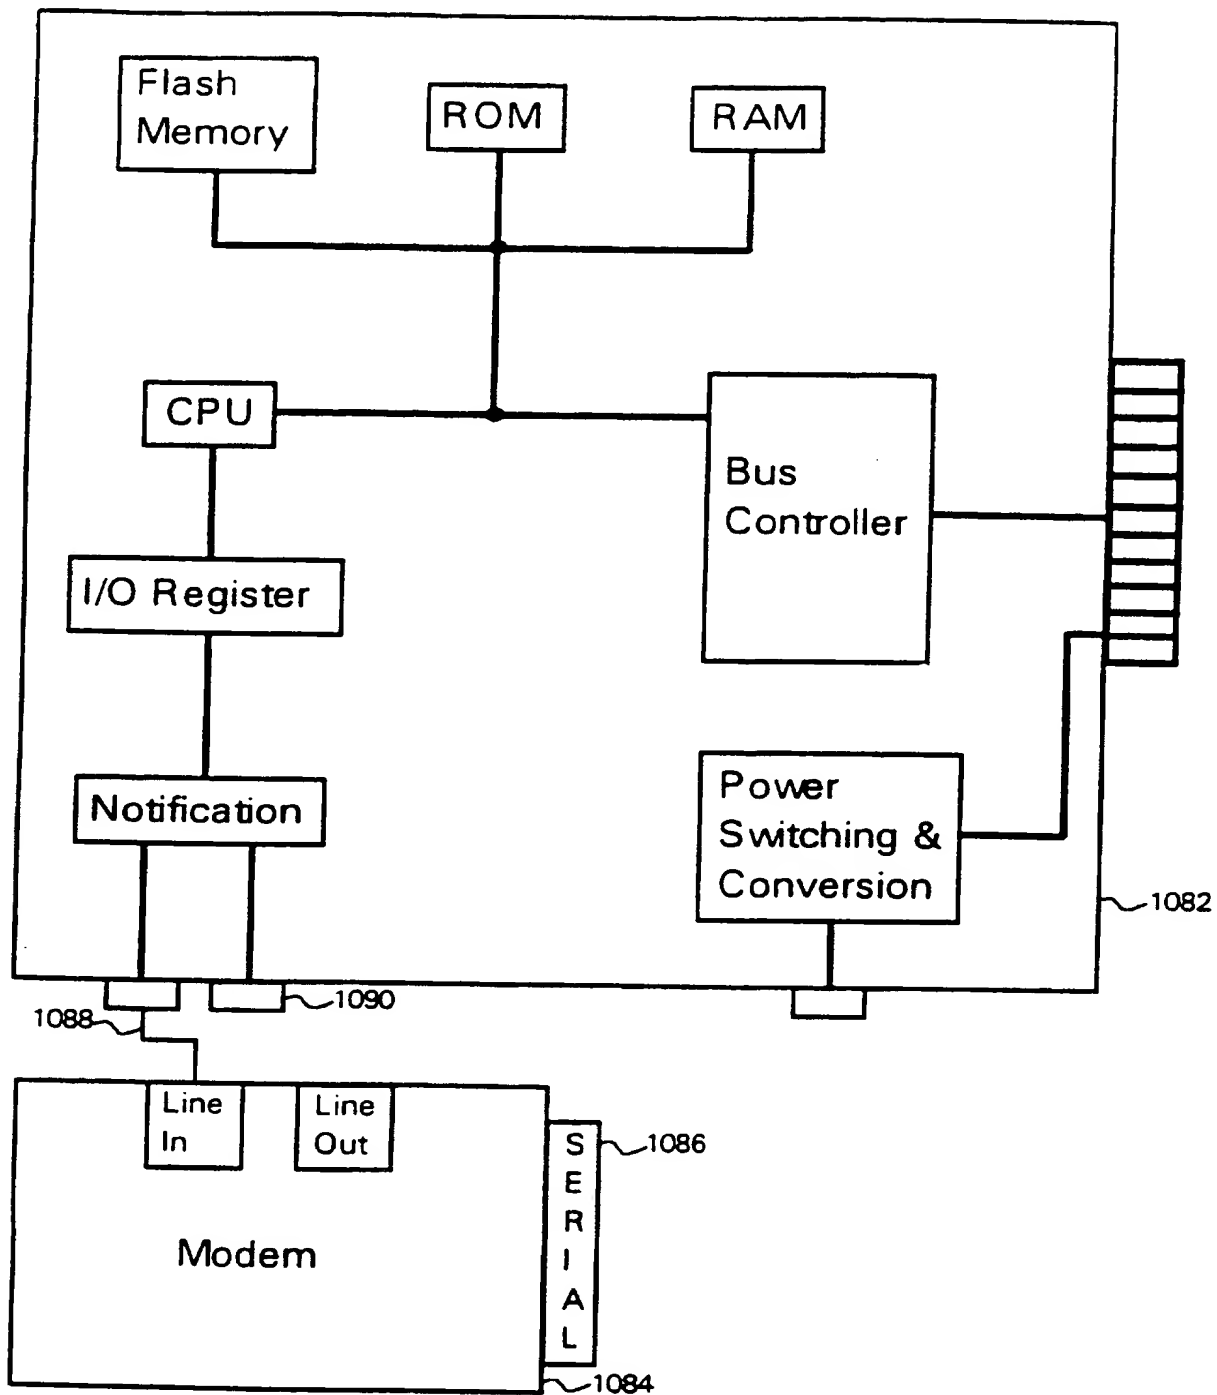 Flash
Memory
ROM
RAM
CPU
Bus
Controller
I/O Register
Notification
Power
Switching &
Conversion
1082
1090
1088
Line
In
Line
Out
SERIAL
1086
Modem
1084